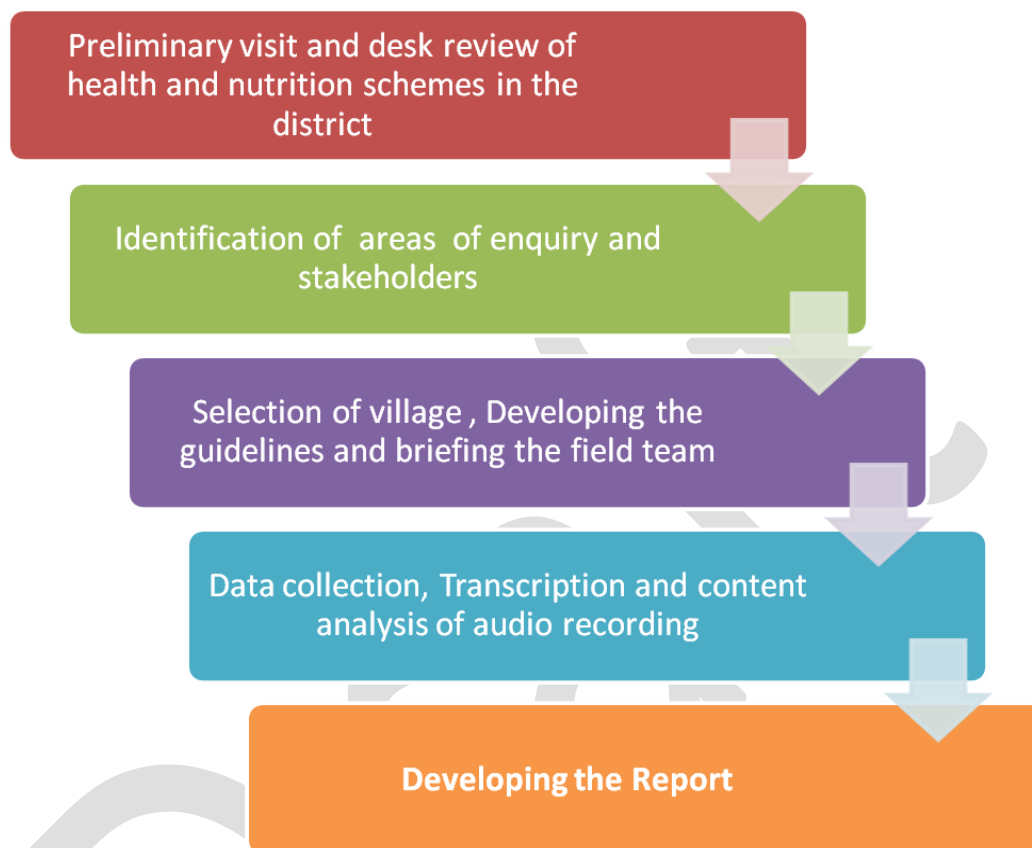 Preliminary visit and desk review of
health and nutrition schemes in the
district
Identification of areas of enquiry and
stakeholders
Selection of village , Developing the
guidelines and briefing the field team
Data collection, Transcription and content
analysis of audio recording
Developing the Report